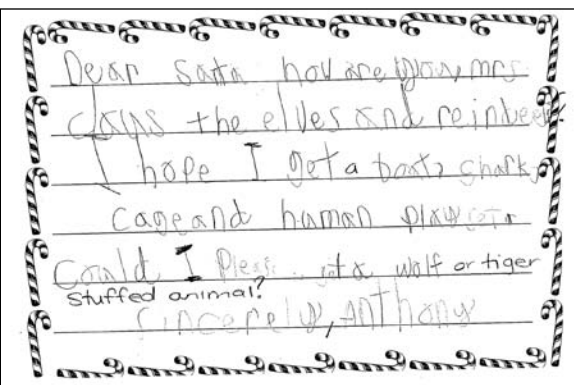 Dear Santa how are you, mrs
claus the elves and reindeer.
I hope I get a boat, shark,
cage and human playset.
Could I Please get a wolf or tiger
stuffed animal?
Sincerely, Anthony